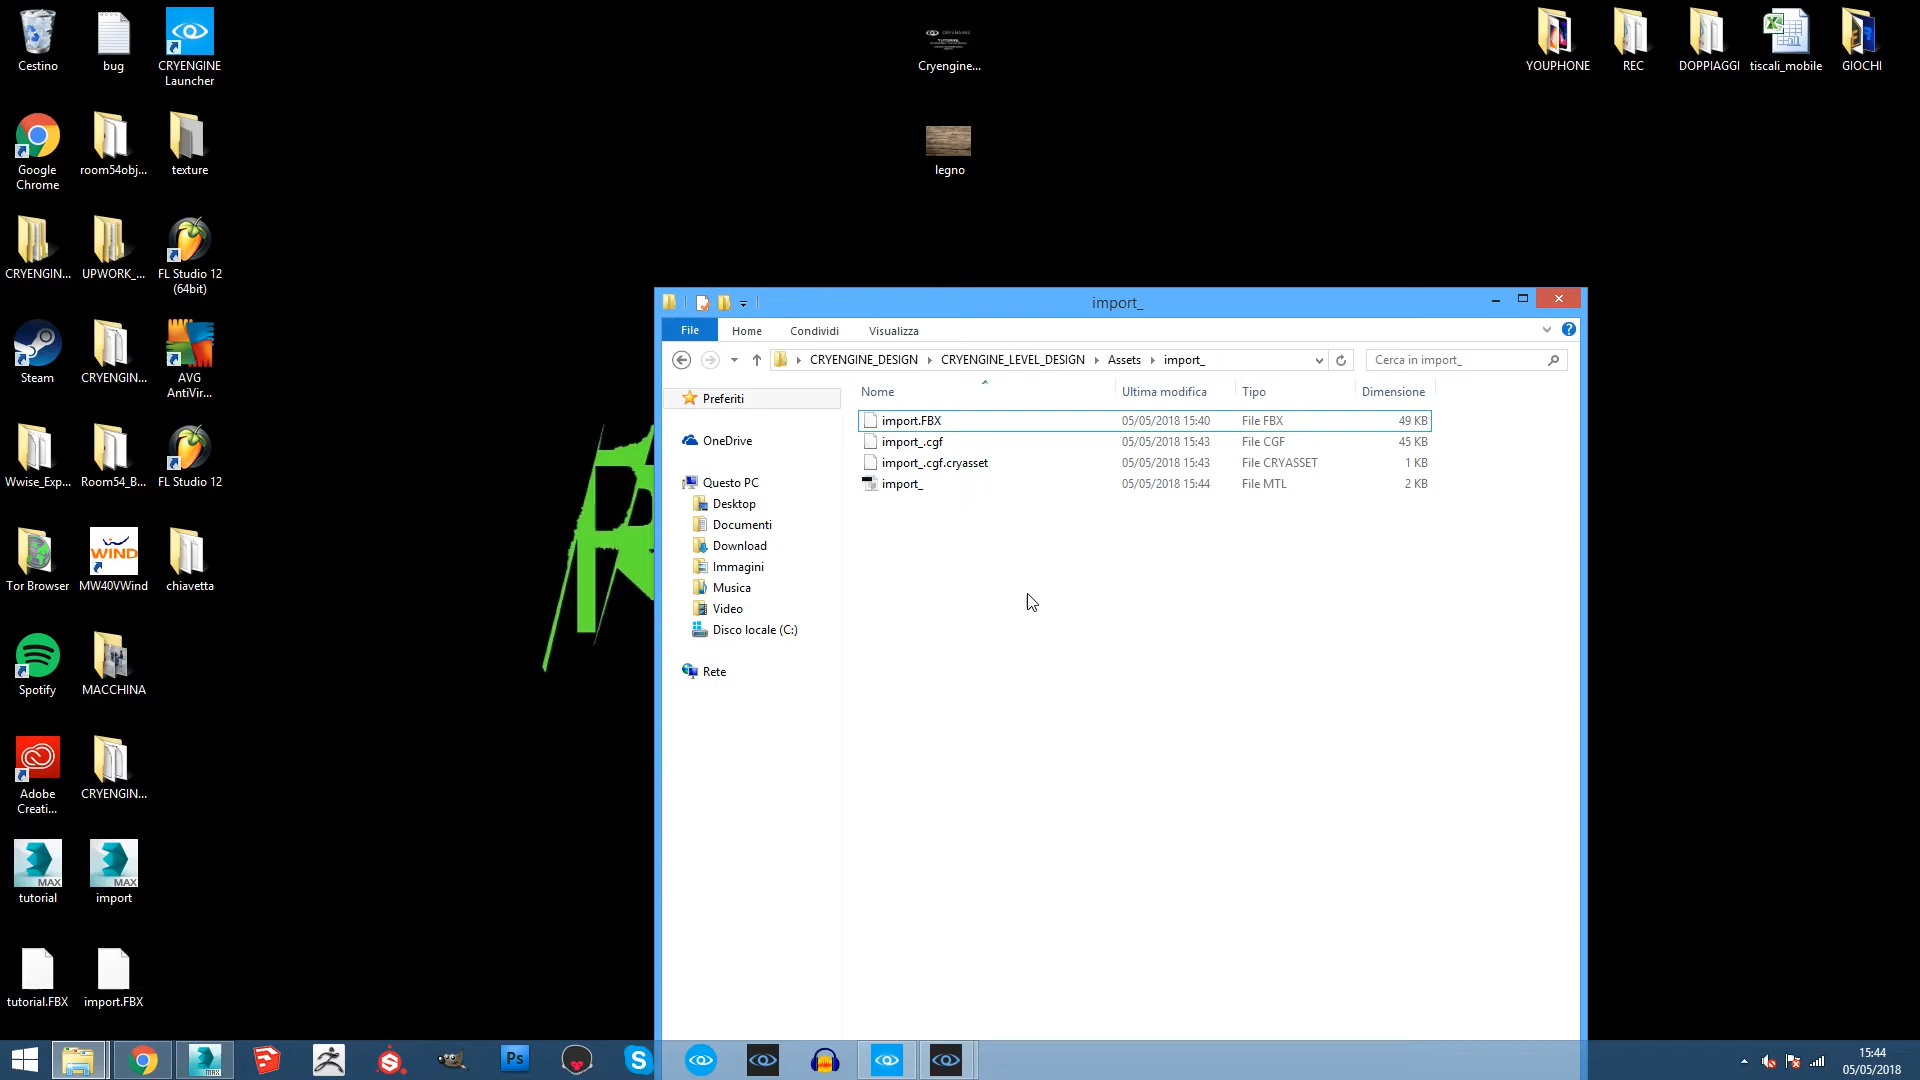 Cestino
bug
CRYENGINE
Launcher
Cryengine...
YOUPHONE
REC
DOPPIAGGI
tiscali_mobile
GIOCHI
Google
Chrome
room54obj...
texture
legno
CRYENGIN...
UPWORK_...
FL Studio 12
(64bit)
Steam
CRYENGIN...
AVG
AntiVir...
Wwise_Exp...
Room54_B...
FL Studio 12
Tor Browser
WIND
MW40VWind
chiavetta
Spotify
MACCHINA
Adobe
Creati...
CRYENGIN...
MAX
tutorial
MAX
import
tutorial.FBX
import.FBX
import_
File
Home
Condividi
Visualizza
CRYENGINE_DESIGN
CRYENGINE_LEVEL_DESIGN
Assets
import_
Cerca in import_
Nome
Ultima modifica
Tipo
Dimensione
import.FBX 05/05/2018 15:40 File FBX 49 KB
import_.cgf 05/05/2018 15:43 File CGF 45 KB
import_.cgf.cryasset 05/05/2018 15:43 File CRYASSET 1 KB
import_ 05/05/2018 15:44 File MTL 2 KB
Preferiti
OneDrive
Questo PC
Desktop
Documenti
Download
Immagini
Musica
Video
Disco locale (C:)
Rete
MAX
Ps
15:44
05/05/2018